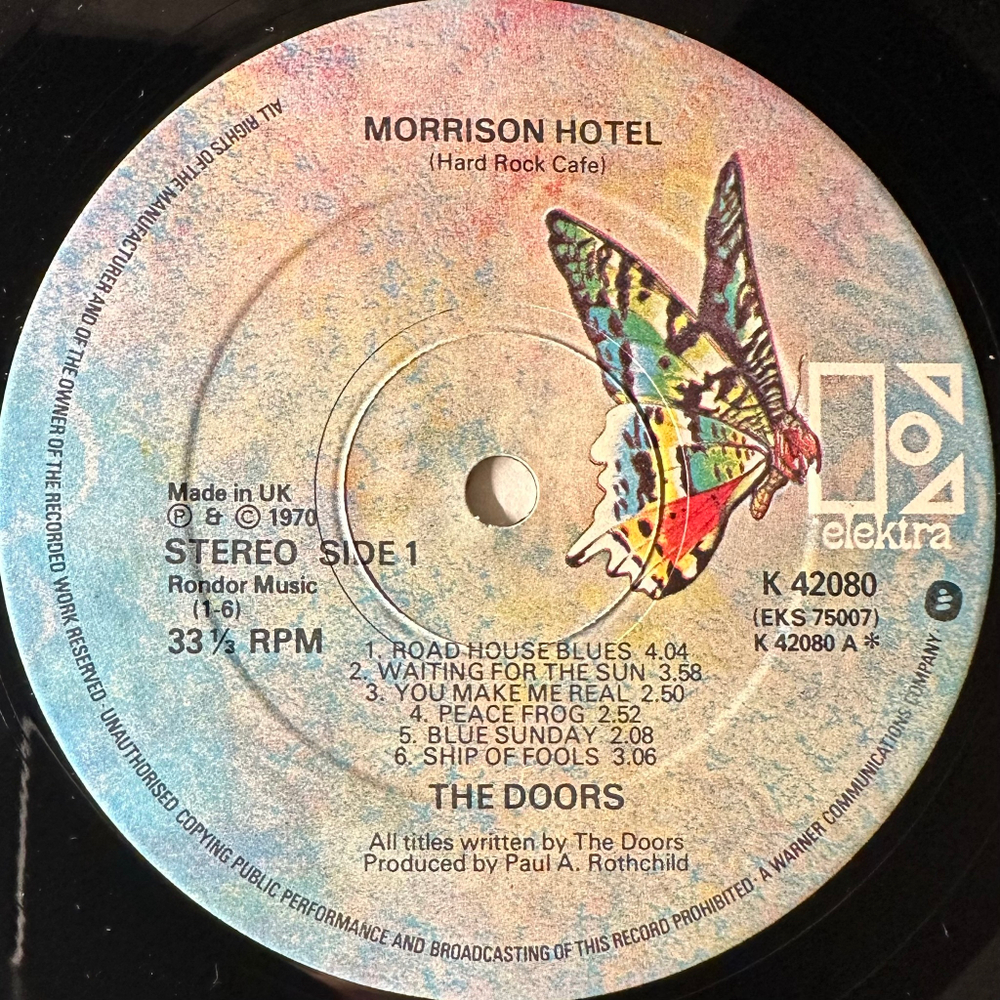 MORRISON HOTEL
(Hard Rock Cafe)
elektra
Made in UK
Ⓟ & © 1970
STEREO SIDE 1
Rondor Music
(1-6)
33 ⅓ RPM
K 42080
(EKS 75007)
K 42080 A *
1. ROAD HOUSE BLUES 4.04
2. WAITING FOR THE SUN 3.58
3. YOU MAKE ME REAL 2.50
4. PEACE FROG 2.52
5. BLUE SUNDAY 2.08
6. SHIP OF FOOLS 3.06
THE DOORS
All titles written by The Doors
Produced by Paul A. Rothchild
ALL RIGHTS OF THE MANUFACTURER AND OF THE OWNER OF THE RECORDED WORK RESERVED · UNAUTHORISED COPYING PUBLIC PERFORMANCE AND BROADCASTING OF THIS RECORD PROHIBITED · A WARNER COMMUNICATIONS COMPANY